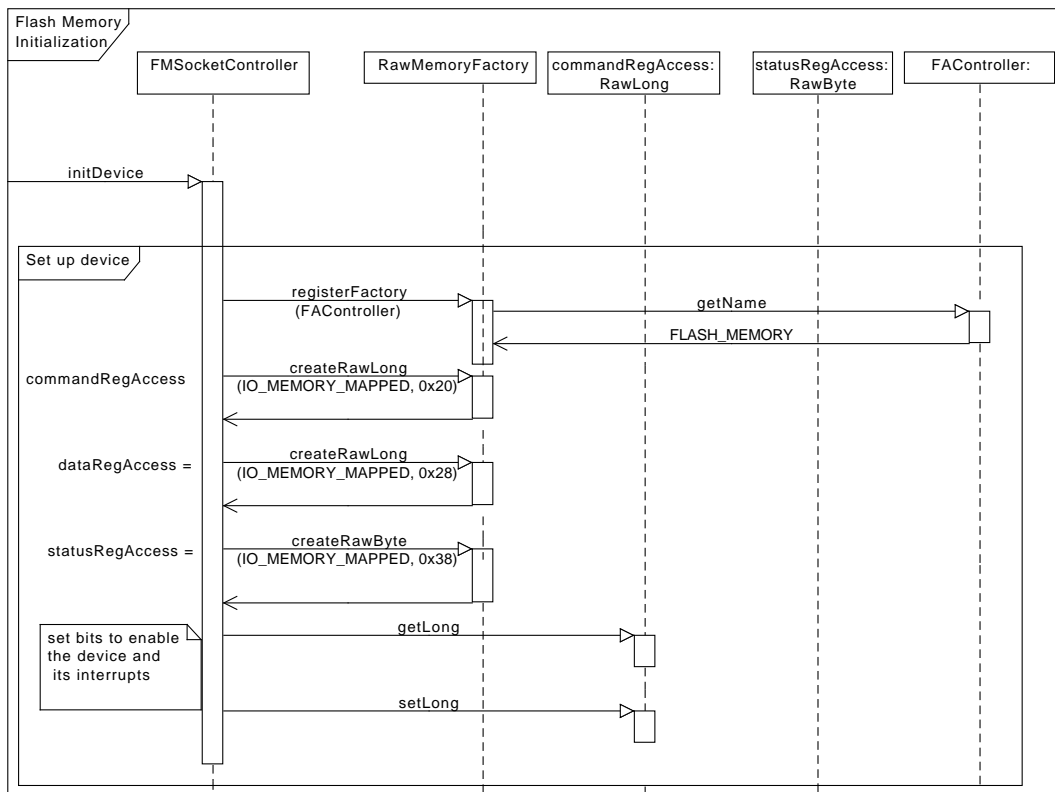 Flash Memory
Initialization
FMSocketController
RawMemoryFactory
commandRegAccess:
RawLong
statusRegAccess:
RawByte
FAController:
initDevice
Set up device
registerFactory
(FAController)
getName
FLASH_MEMORY
commandRegAccess
createRawLong
(IO_MEMORY_MAPPED, 0x20)
dataRegAccess =
createRawLong
(IO_MEMORY_MAPPED, 0x28)
statusRegAccess =
createRawByte
(IO_MEMORY_MAPPED, 0x38)
set bits to enable
the device and
its interrupts
getLong
setLong